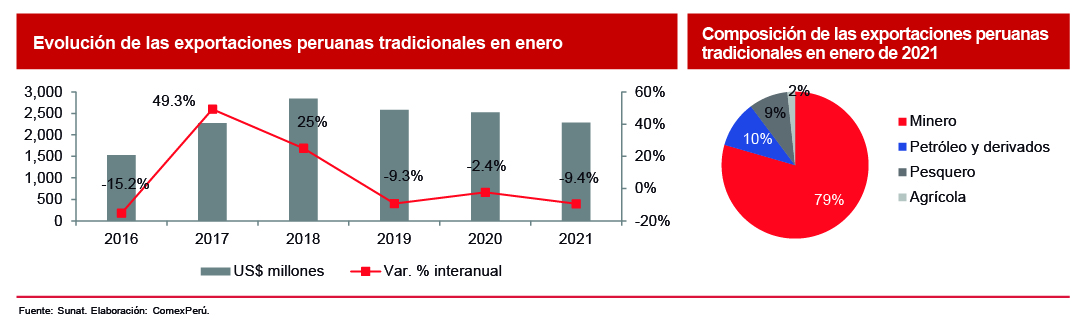 Evolución de las exportaciones peruanas tradicionales en enero
3,000
2,500
2,000
1,500
1,000
500
0
60%
40%
20%
0%
-20%
-15.2%
49.3%
25%
-9.3%
-2.4%
-9.4%
2016
2017
2018
2019
2020
2021
US$ millones
Var. % interanual
Composición de las exportaciones peruanas
tradicionales en enero de 2021
2%
9%
10%
79%
Minero
Petróleo y derivados
Pesquero
Agrícola
Fuente: Sunat. Elaboración: ComexPerú.